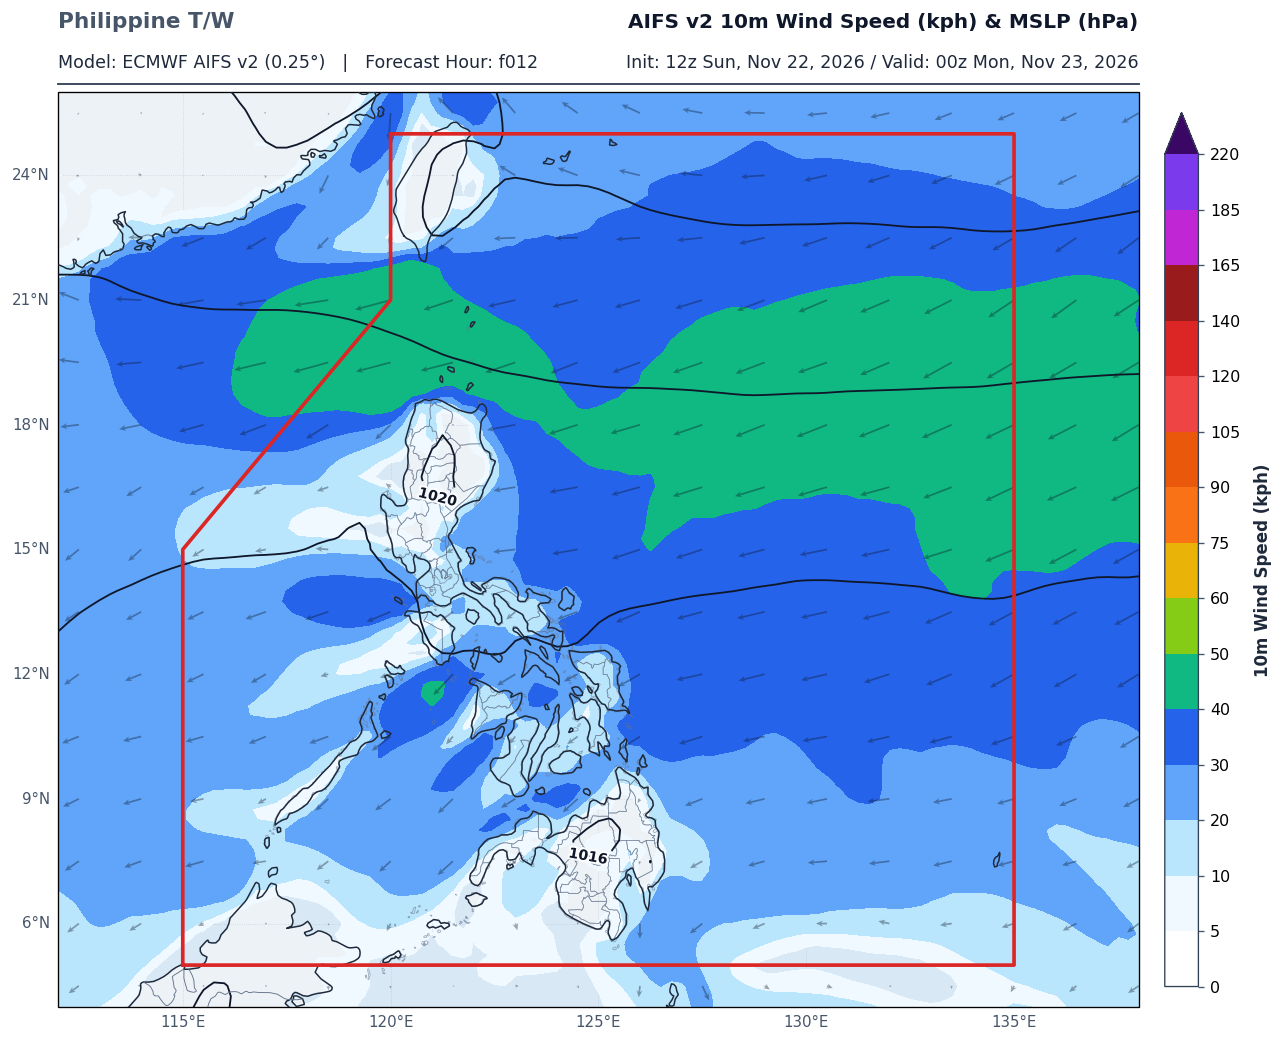 Philippine T/W
AIFS v2 10m Wind Speed (kph) & MSLP (hPa)
Model: ECMWF AIFS v2 (0.25°) | Forecast Hour: f012
Init: 12z Sun, Nov 22, 2026 / Valid: 00z Mon, Nov 23, 2026
24°N
21°N
18°N
15°N
12°N
9°N
6°N
1020
1016
115°E
120°E
125°E
130°E
135°E
220
185
165
140
120
105
90
75
60
50
40
30
20
10
5
0
10m Wind Speed (kph)